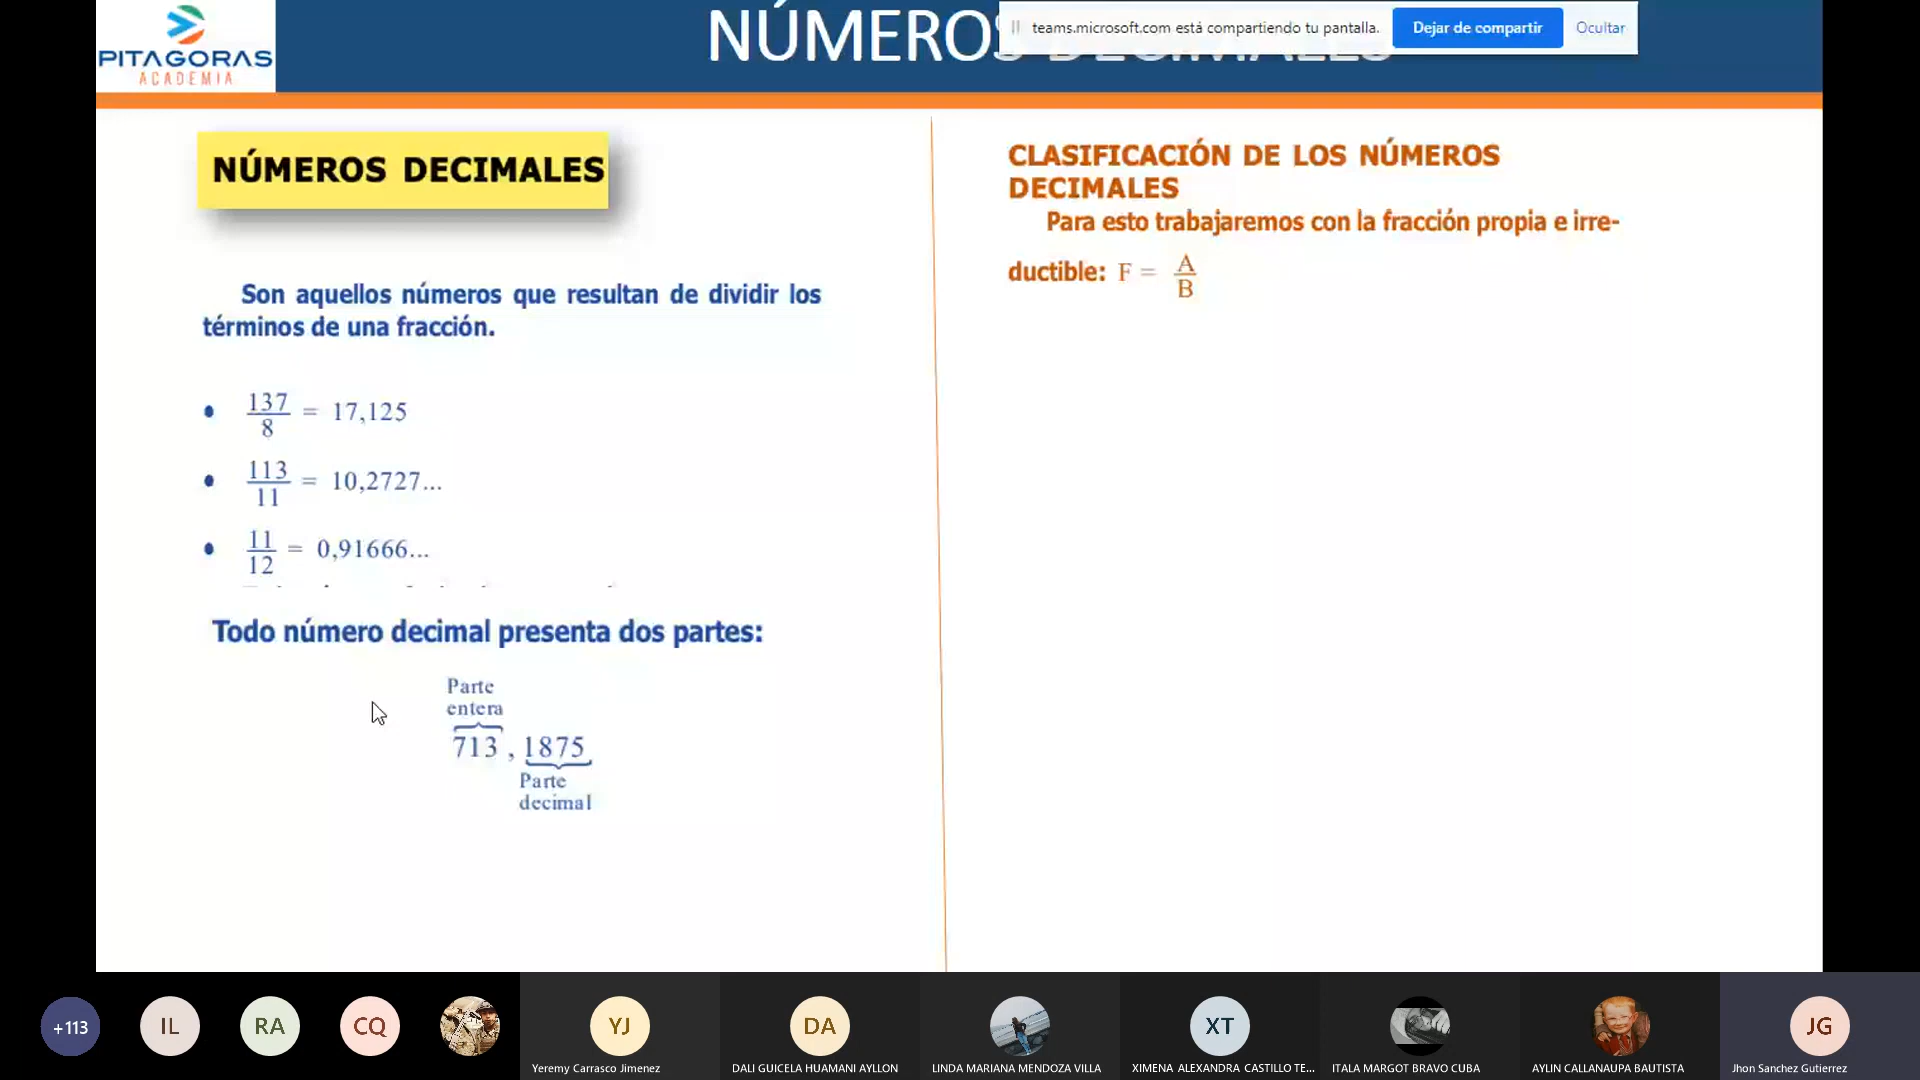 PITAGORAS
ACADEMIA
NÚMEROS DECIMALES
teams.microsoft.com está compartiendo tu pantalla.
Dejar de compartir
Ocultar
NÚMEROS DECIMALES
Son aquellos números que resultan de dividir los
términos de una fracción.
• 137/8 = 17,125
• 113/11 = 10,2727...
• 11/12 = 0,91666...
Todo número decimal presenta dos partes:
Parte
entera
713 , 1875
Parte
decimal
CLASIFICACIÓN DE LOS NÚMEROS
DECIMALES
Para esto trabajaremos con la fracción propia e irre-
ductible: F = A/B
+113
IL
RA
CQ
YJ
Yeremy Carrasco Jimenez
DA
DALI GUICELA HUAMANI AYLLON
LINDA MARIANA MENDOZA VILLA
XT
XIMENA ALEXANDRA CASTILLO TE...
ITALA MARGOT BRAVO CUBA
AYLIN CALLANAUPA BAUTISTA
JG
Jhon Sanchez Gutierrez